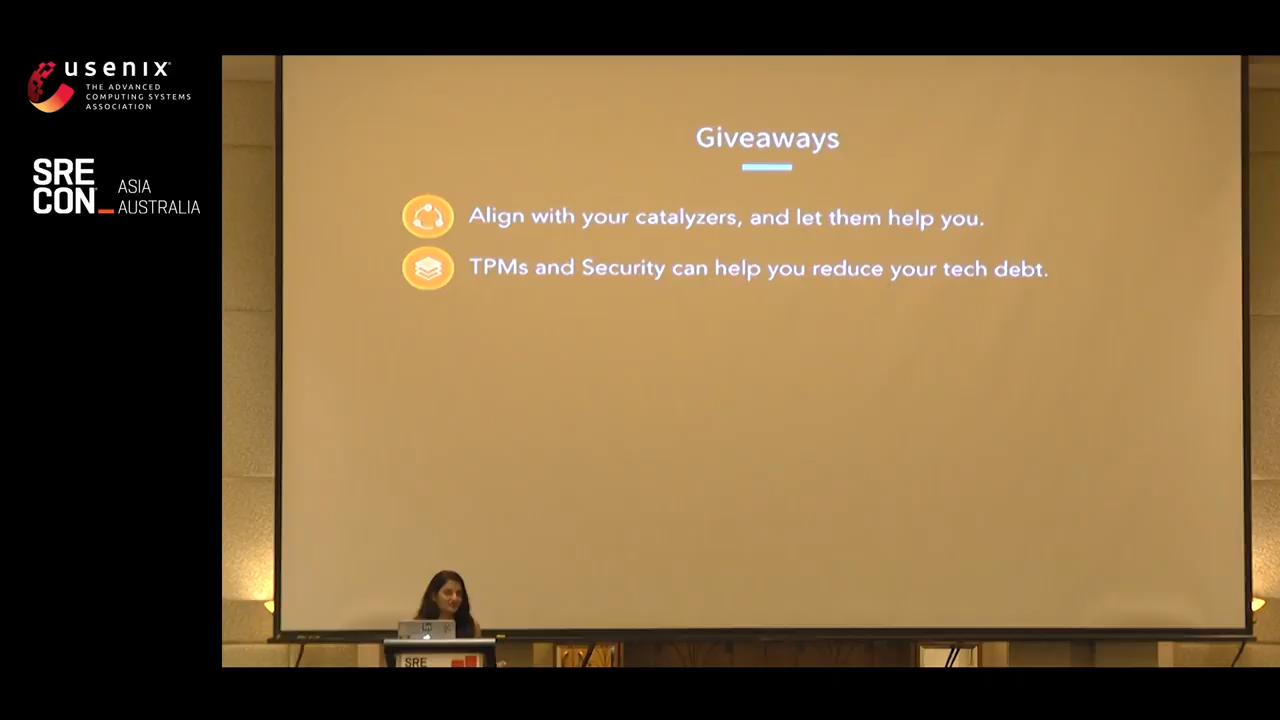 usenix
THE ADVANCED
COMPUTING SYSTEMS
ASSOCIATION
SRE
CON
ASIA
AUSTRALIA
Giveaways
Align with your catalyzers, and let them help you.
TPMs and Security can help you reduce your tech debt.
in
SRE